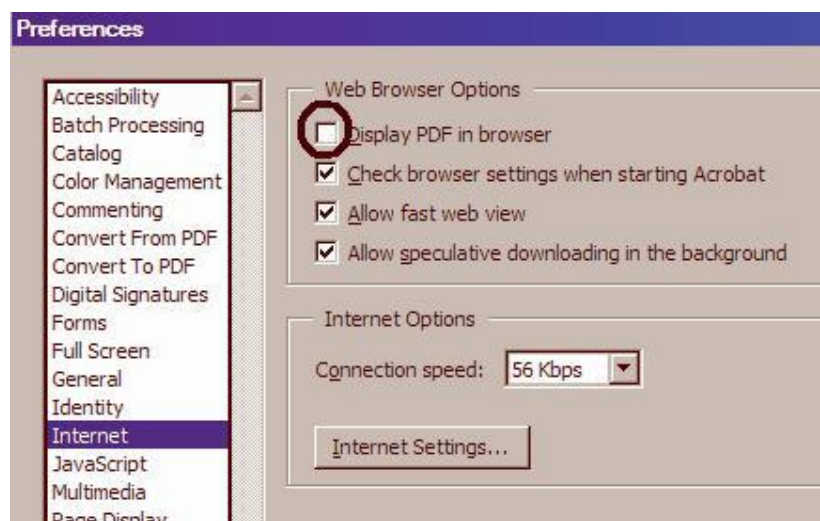 Preferences
Accessibility
Batch Processing
Catalog
Color Management
Commenting
Convert From PDF
Convert To PDF
Digital Signatures
Forms
Full Screen
General
Identity
Internet
JavaScript
Multimedia
Page Display
Web Browser Options
Display PDF in browser
Check browser settings when starting Acrobat
Allow fast web view
Allow speculative downloading in the background
Internet Options
Connection speed: 56 Kbps
Internet Settings...